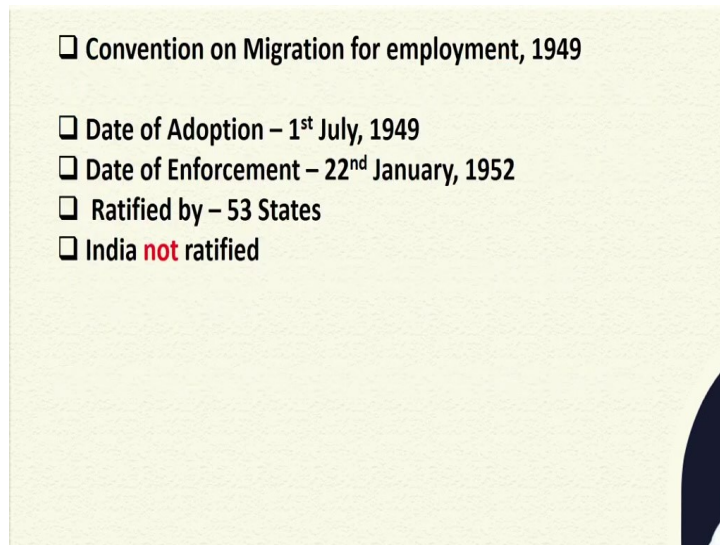 ❑ Convention on Migration for employment, 1949
❑ Date of Adoption – 1st July, 1949
❑ Date of Enforcement – 22nd January, 1952
❑ Ratified by – 53 States
❑ India not ratified